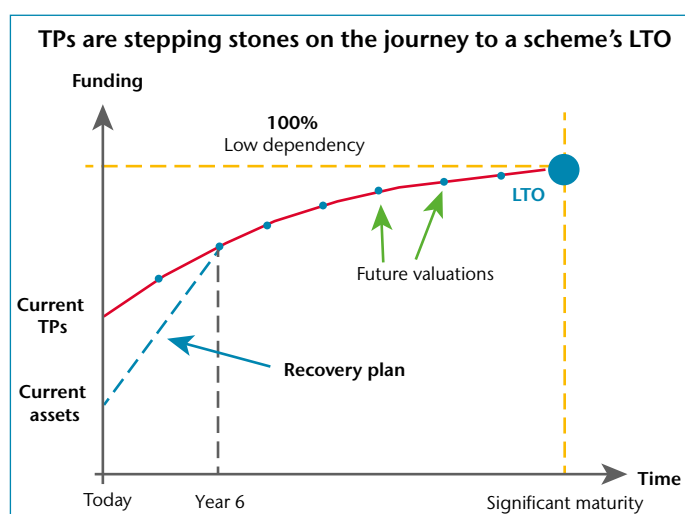 TPs are stepping stones on the journey to a scheme's LTO
Funding
100%
Low dependency
LTO
Future valuations
Current
TPs
Recovery plan
Current
assets
Time
Today
Year 6
Significant maturity